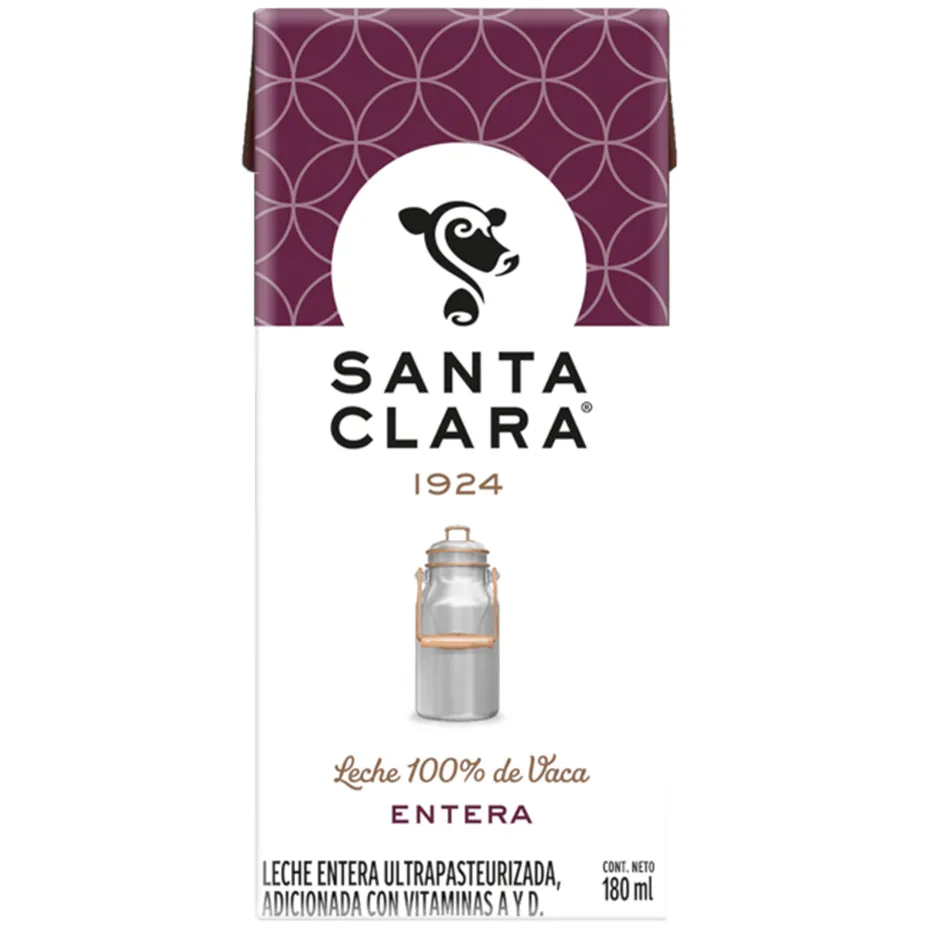 SANTA
CLARA®
1924
Leche 100% de Vaca
ENTERA
LECHE ENTERA ULTRAPASTEURIZADA,
ADICIONADA CON VITAMINAS A Y D.
CONT. NETO
180 ml